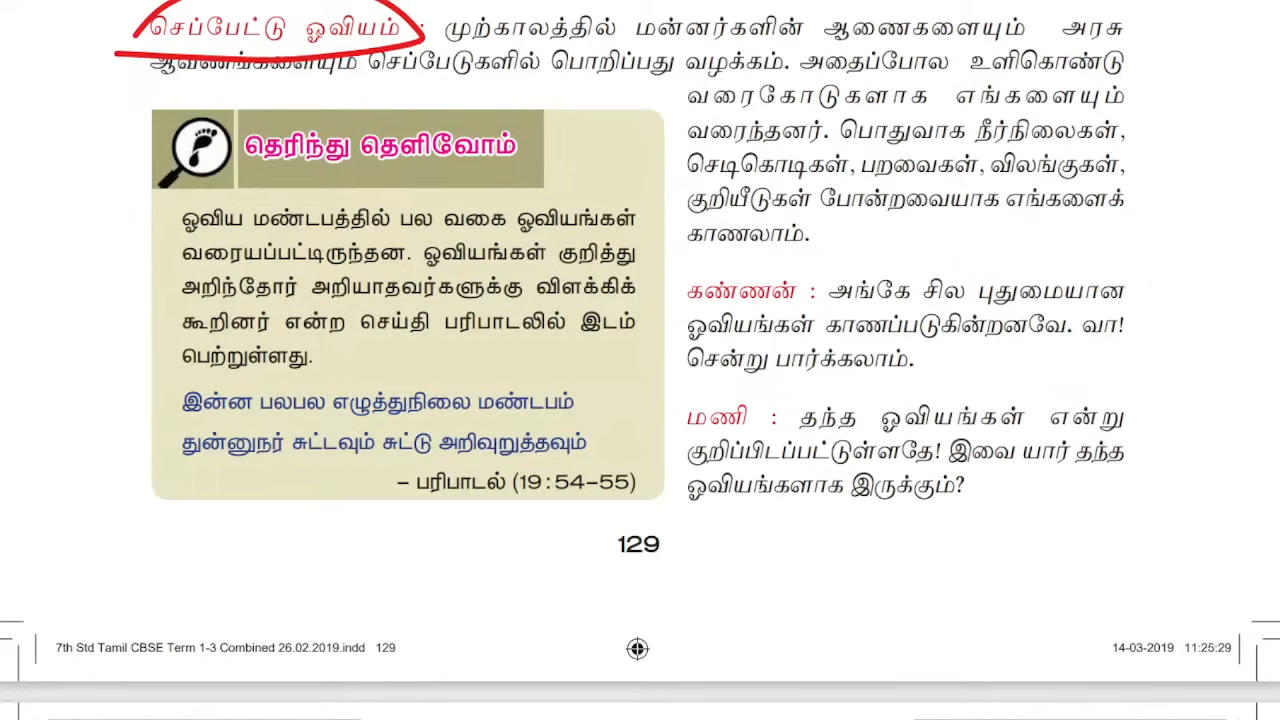 செப்பேட்டு ஓவியம் : முற்காலத்தில் மன்னர்களின் ஆணைகளையும் அரசு
ஆவணங்களையும் செப்பேடுகளில் பொறிப்பது வழக்கம். அதைப்போல உளிகொண்டு
வரைகோடுகளாக எங்களையும்
வரைந்தனர். பொதுவாக நீர்நிலைகள்,
செடிகொடிகள், பறவைகள், விலங்குகள்,
குறியீடுகள் போன்றவையாக எங்களைக்
காணலாம்.
தெரிந்து தெளிவோம்
ஓவிய மண்டபத்தில் பல வகை ஓவியங்கள்
வரையப்பட்டிருந்தன. ஓவியங்கள் குறித்து
அறிந்தோர் அறியாதவர்களுக்கு விளக்கிக்
கூறினர் என்ற செய்தி பரிபாடலில் இடம்
பெற்றுள்ளது.
இன்ன பலபல எழுத்துநிலை மண்டபம்
துன்னுநர் சுட்டவும் சுட்டு அறிவுறுத்தவும்
– பரிபாடல் (19:54–55)
கண்ணன் : அங்கே சில புதுமையான
ஓவியங்கள் காணப்படுகின்றனவே. வா!
சென்று பார்க்கலாம்.
மணி : தந்த ஓவியங்கள் என்று
குறிப்பிடப்பட்டுள்ளதே! இவை யார் தந்த
ஓவியங்களாக இருக்கும்?
129
7th Std Tamil CBSE Term 1-3 Combined 26.02.2019.indd 129
14-03-2019 11:25:29